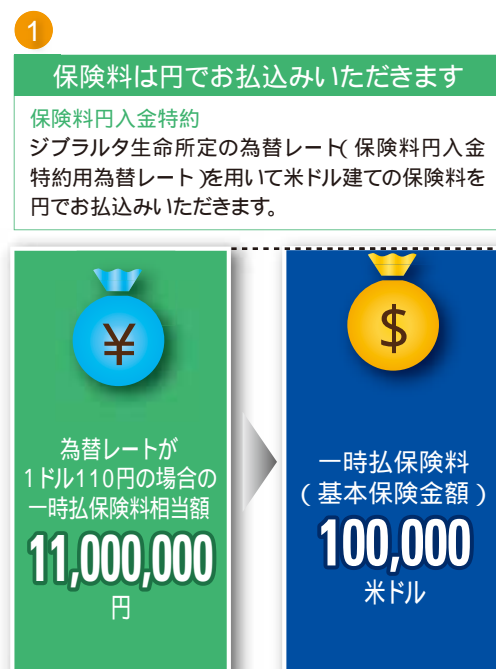 1
保険料は円でお払込みいただきます
保険料円入金特約
ジブラルタ生命所定の為替レート(保険料円入金
特約用為替レート)を用いて米ドル建ての保険料を
円でお払込みいただきます。
¥
為替レートが
1ドル110円の場合の
一時払保険料相当額
11,000,000
円
$
一時払保険料
(基本保険金額)
100,000
米ドル